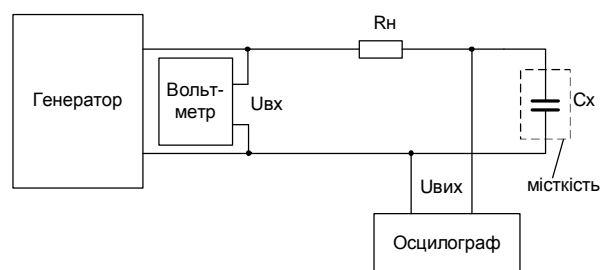 Rн
Генератор
Вольт-
метр
Uвх
Cx
Uвих
місткість
Осцилограф